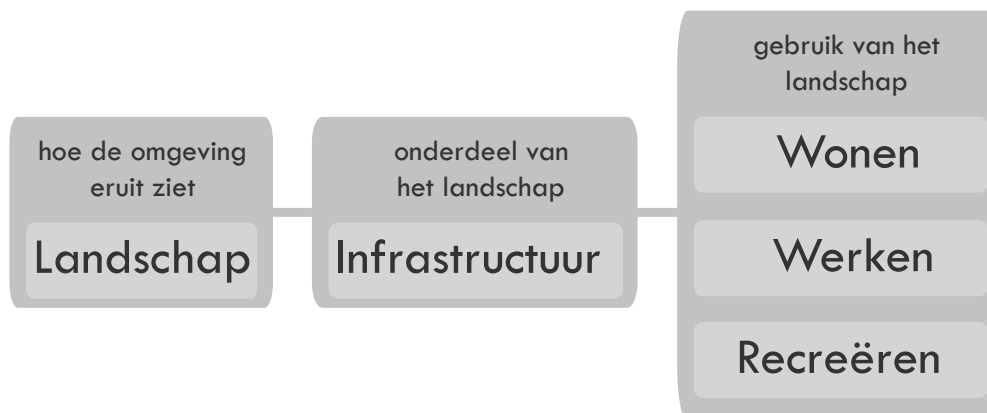 hoe de omgeving
eruit ziet
Landschap
onderdeel van
het landschap
Infrastructuur
gebruik van het
landschap
Wonen
Werken
Recreëren